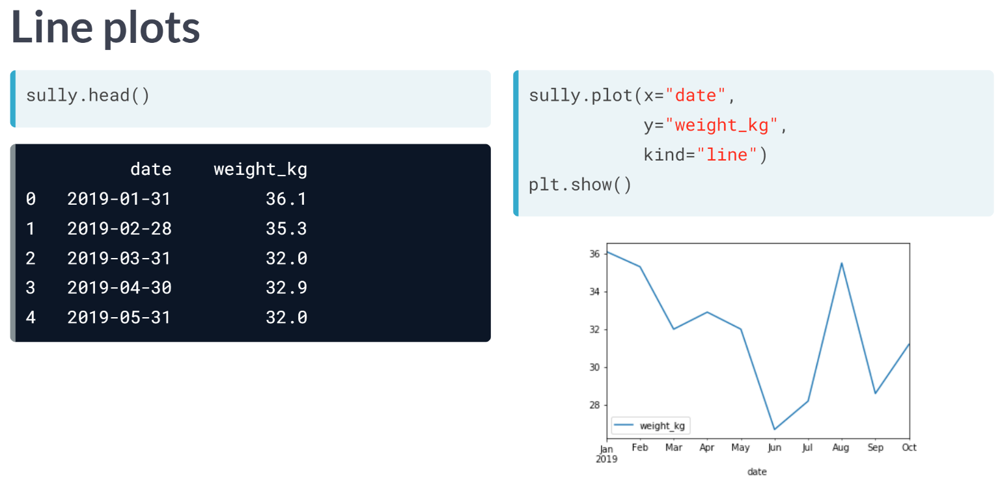 Line plots
sully.head()
date weight_kg
0 2019-01-31 36.1
1 2019-02-28 35.3
2 2019-03-31 32.0
3 2019-04-30 32.9
4 2019-05-31 32.0
sully.plot(x="date",
y="weight_kg",
kind="line")
plt.show()
36
34
32
30
28
weight_kg
Jan Feb Mar Apr May Jun Jul Aug Sep Oct
2019
date